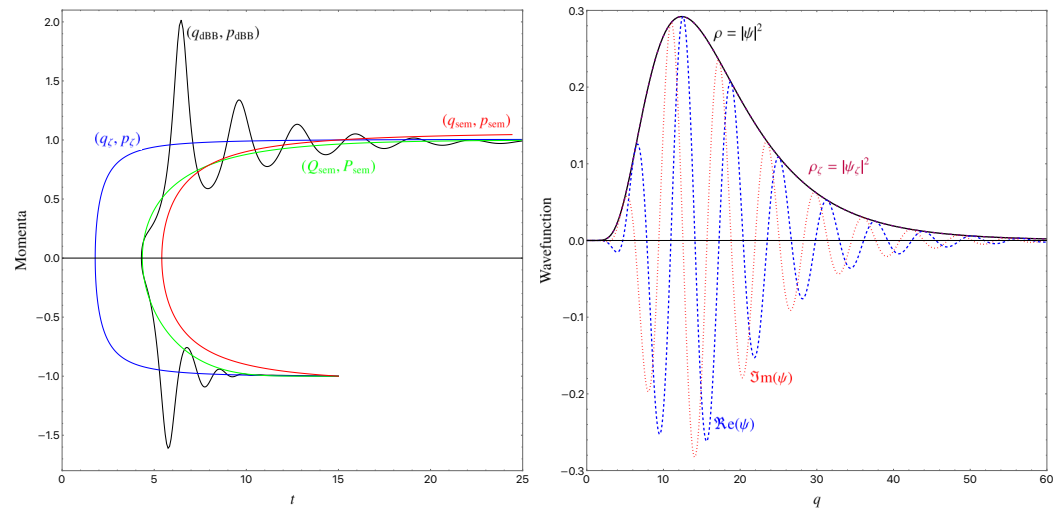 2.0
1.5
1.0
0.5
0.0
−0.5
−1.0
−1.5
Momenta
(q_dBB, p_dBB)
(q_ζ, p_ζ)
(q_sem, p_sem)
(Q_sem, P_sem)
0 5 10 15 20 25
t
0.3
0.2
0.1
0.0
−0.1
−0.2
−0.3
Wavefunction
ρ = |ψ|²
ρ_ζ = |ψ_ζ|²
ℑm(ψ)
ℜe(ψ)
0 10 20 30 40 50 60
q